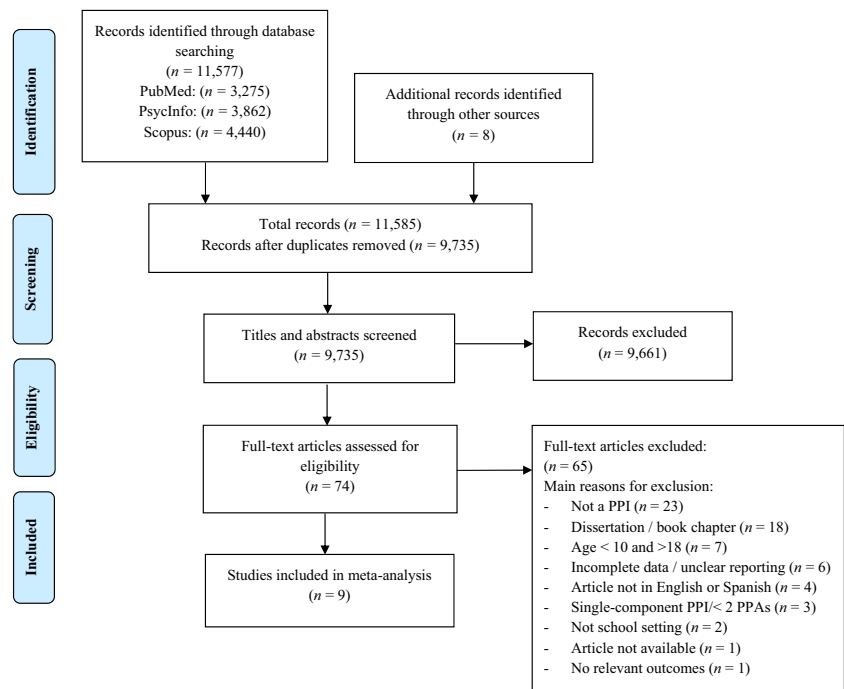 Identification
Records identified through database
searching
(n = 11,577)
PubMed: (n = 3,275)
PsycInfo: (n = 3,862)
Scopus: (n = 4,440)
Additional records identified
through other sources
(n = 8)
Screening
Total records (n = 11,585)
Records after duplicates removed (n = 9,735)
Titles and abstracts screened
(n = 9,735)
Records excluded
(n = 9,661)
Eligibility
Full-text articles assessed for
eligibility
(n = 74)
Full-text articles excluded:
(n = 65)
Main reasons for exclusion:
- Not a PPI (n = 23)
- Dissertation / book chapter (n = 18)
- Age < 10 and >18 (n = 7)
- Incomplete data / unclear reporting (n = 6)
- Article not in English or Spanish (n = 4)
- Single-component PPI/< 2 PPAs (n = 3)
- Not school setting (n = 2)
- Article not available (n = 1)
- No relevant outcomes (n = 1)
Included
Studies included in meta-analysis
(n = 9)